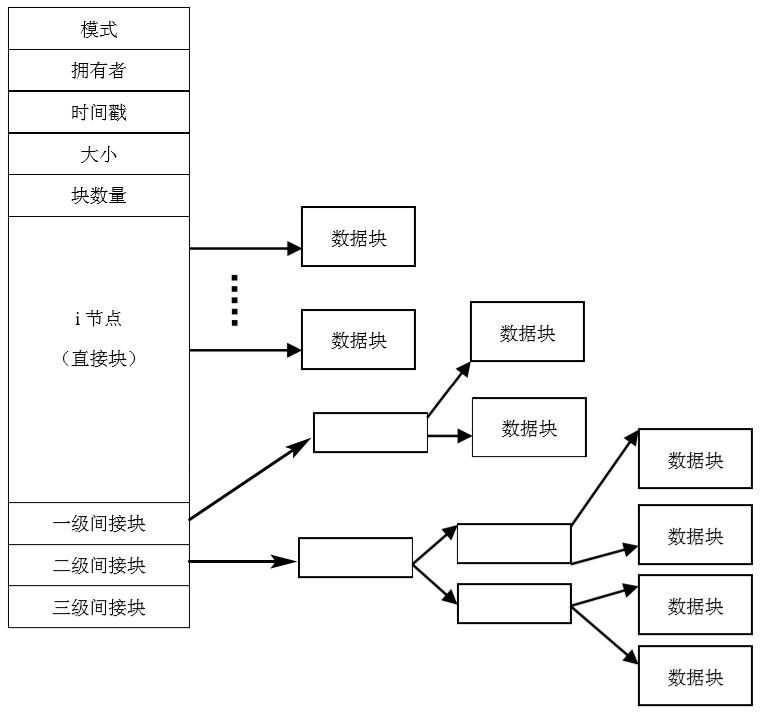 模式
拥有者
时间戳
大小
块数量
数据块
i 节点
（直接块）
数据块
数据块
数据块
数据块
一级间接块
数据块
二级间接块
三级间接块
数据块
数据块